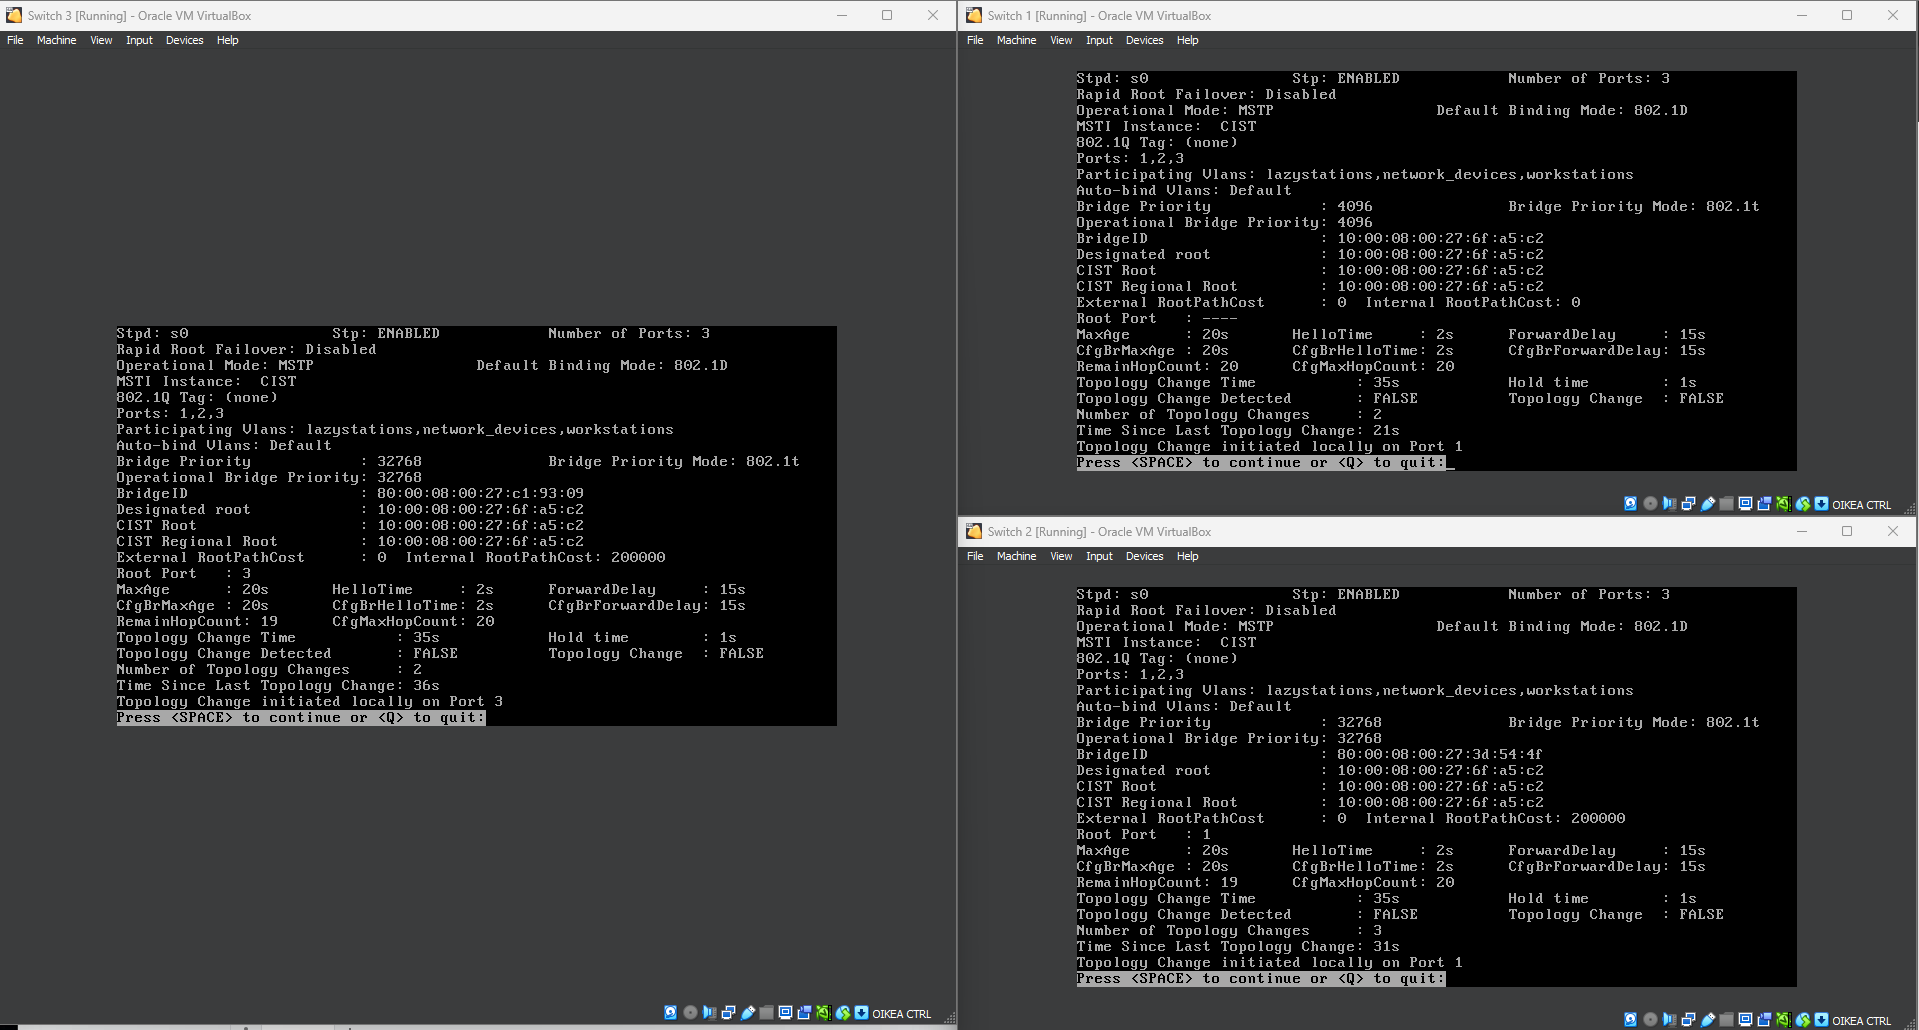 Switch 3 [Running] - Oracle VM VirtualBox
File Machine View Input Devices Help
Stpd: s0 Stp: ENABLED Number of Ports: 3
Rapid Root Failover: Disabled
Operational Mode: MSTP Default Binding Mode: 802.1D
MSTI Instance: CIST
802.1Q Tag: (none)
Ports: 1,2,3
Participating Vlans: lazystations,network_devices,workstations
Auto-bind Vlans: Default
Bridge Priority : 32768 Bridge Priority Mode: 802.1t
Operational Bridge Priority: 32768
BridgeID : 80:00:08:00:27:c1:93:09
Designated root : 10:00:08:00:27:6f:a5:c2
CIST Root : 10:00:08:00:27:6f:a5:c2
CIST Regional Root : 10:00:08:00:27:6f:a5:c2
External RootPathCost : 0 Internal RootPathCost: 200000
Root Port : 3
MaxAge : 20s HelloTime : 2s ForwardDelay : 15s
CfgBrMaxAge : 20s CfgBrHelloTime: 2s CfgBrForwardDelay: 15s
RemainHopCount: 19 CfgMaxHopCount: 20
Topology Change Time : 35s Hold time : 1s
Topology Change Detected : FALSE Topology Change : FALSE
Number of Topology Changes : 2
Time Since Last Topology Change: 36s
Topology Change initiated locally on Port 3
Press <SPACE> to continue or <Q> to quit:
OIKEA CTRL
Switch 1 [Running] - Oracle VM VirtualBox
File Machine View Input Devices Help
Stpd: s0 Stp: ENABLED Number of Ports: 3
Rapid Root Failover: Disabled
Operational Mode: MSTP Default Binding Mode: 802.1D
MSTI Instance: CIST
802.1Q Tag: (none)
Ports: 1,2,3
Participating Vlans: lazystations,network_devices,workstations
Auto-bind Vlans: Default
Bridge Priority : 4096 Bridge Priority Mode: 802.1t
Operational Bridge Priority: 4096
BridgeID : 10:00:08:00:27:6f:a5:c2
Designated root : 10:00:08:00:27:6f:a5:c2
CIST Root : 10:00:08:00:27:6f:a5:c2
CIST Regional Root : 10:00:08:00:27:6f:a5:c2
External RootPathCost : 0 Internal RootPathCost: 0
Root Port : ----
MaxAge : 20s HelloTime : 2s ForwardDelay : 15s
CfgBrMaxAge : 20s CfgBrHelloTime: 2s CfgBrForwardDelay: 15s
RemainHopCount: 20 CfgMaxHopCount: 20
Topology Change Time : 35s Hold time : 1s
Topology Change Detected : FALSE Topology Change : FALSE
Number of Topology Changes : 2
Time Since Last Topology Change: 21s
Topology Change initiated locally on Port 1
Press <SPACE> to continue or <Q> to quit:_
OIKEA CTRL
Switch 2 [Running] - Oracle VM VirtualBox
File Machine View Input Devices Help
Stpd: s0 Stp: ENABLED Number of Ports: 3
Rapid Root Failover: Disabled
Operational Mode: MSTP Default Binding Mode: 802.1D
MSTI Instance: CIST
802.1Q Tag: (none)
Ports: 1,2,3
Participating Vlans: lazystations,network_devices,workstations
Auto-bind Vlans: Default
Bridge Priority : 32768 Bridge Priority Mode: 802.1t
Operational Bridge Priority: 32768
BridgeID : 80:00:08:00:27:3d:54:4f
Designated root : 10:00:08:00:27:6f:a5:c2
CIST Root : 10:00:08:00:27:6f:a5:c2
CIST Regional Root : 10:00:08:00:27:6f:a5:c2
External RootPathCost : 0 Internal RootPathCost: 200000
Root Port : 1
MaxAge : 20s HelloTime : 2s ForwardDelay : 15s
CfgBrMaxAge : 20s CfgBrHelloTime: 2s CfgBrForwardDelay: 15s
RemainHopCount: 19 CfgMaxHopCount: 20
Topology Change Time : 35s Hold time : 1s
Topology Change Detected : FALSE Topology Change : FALSE
Number of Topology Changes : 3
Time Since Last Topology Change: 31s
Topology Change initiated locally on Port 1
Press <SPACE> to continue or <Q> to quit:
OIKEA CTRL